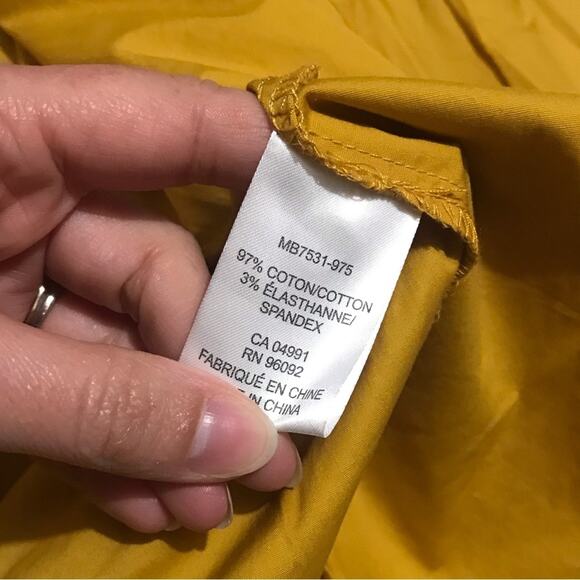 MB7531-975
97% COTON/COTTON
3% ÉLASTHANNE/
SPANDEX
CA 04991
RN 96092
FABRIQUÉ EN CHINE
IN CHINA